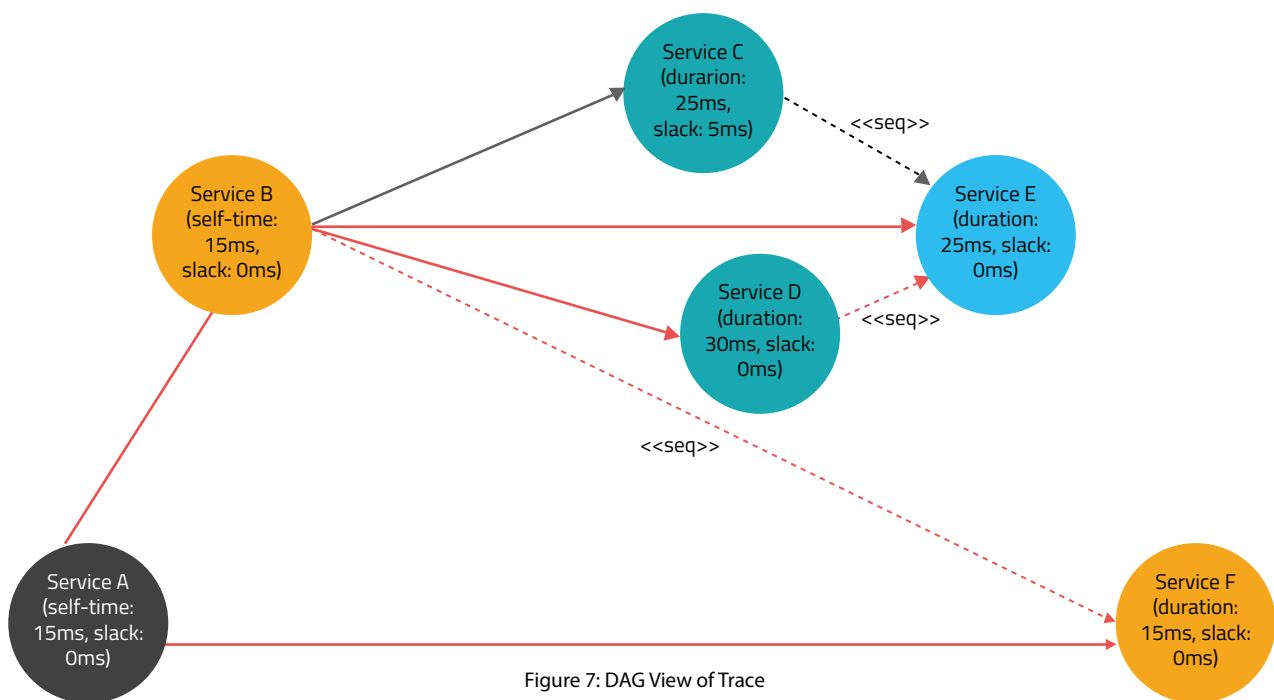 Service C
(durarion:
25ms,
slack: 5ms)
<<seq>>
Service B
(self-time:
15ms,
slack: 0ms)
Service E
(duration:
25ms, slack:
0ms)
Service D
(duration:
30ms, slack:
0ms)
<<seq>>
<<seq>>
Service A
(self-time:
15ms, slack:
0ms)
Service F
(duration:
15ms, slack:
0ms)
Figure 7: DAG View of Trace